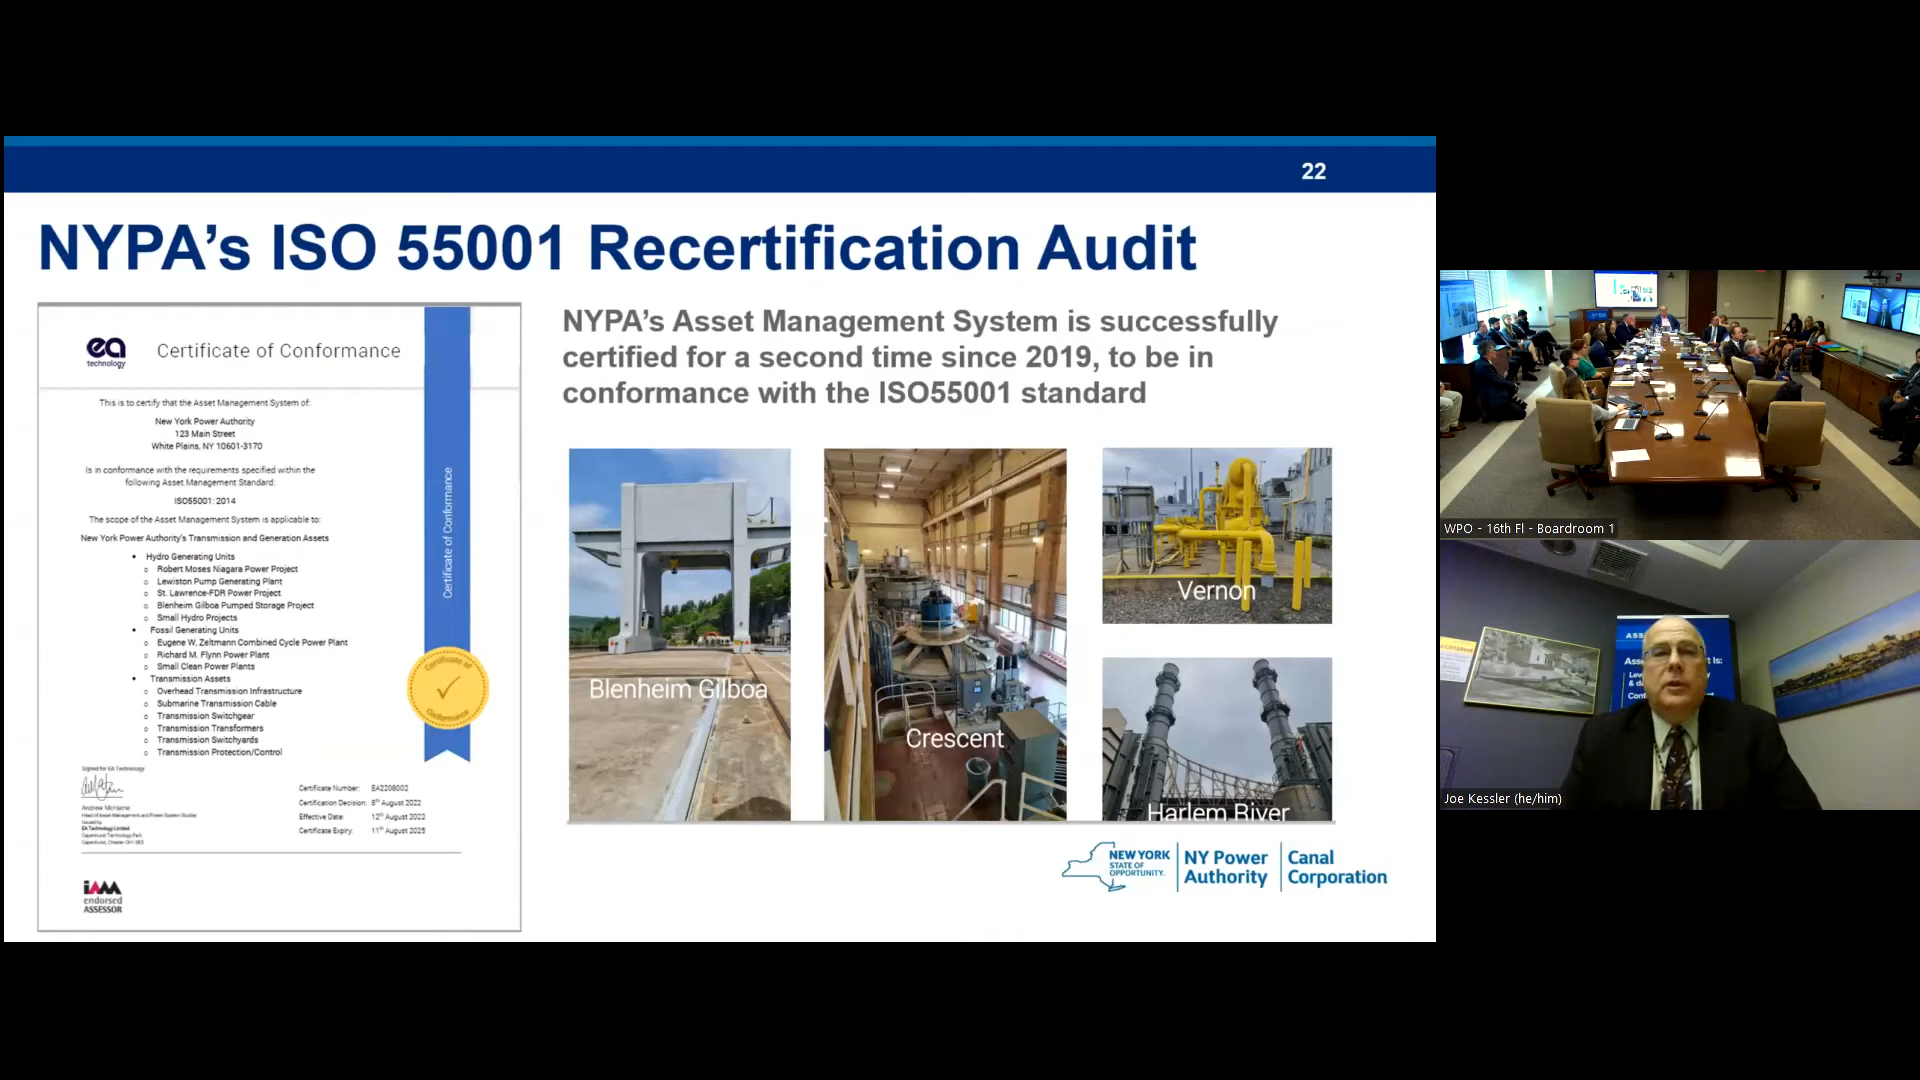 22
NYPA’s ISO 55001 Recertification Audit
ea
technology
Certificate of Conformance
This is to certify that the Asset Management System of:
New York Power Authority
123 Main Street
White Plains, NY 10601-3170
Is in conformance with the requirements specified within the
following Asset Management Standard:
ISO55001: 2014
The scope of the Asset Management System is applicable to:
New York Power Authority's Transmission and Generation Assets
• Hydro Generating Units
o Robert Moses Niagara Power Project
o Lewiston Pump Generating Plant
o St. Lawrence-FDR Power Project
o Blenheim Gilboa Pumped Storage Project
o Small Hydro Projects
• Fossil Generating Units
o Eugene W. Zeltmann Combined Cycle Power Plant
o Richard M. Flynn Power Plant
o Small Clean Power Plants
• Transmission Assets
o Overhead Transmission Infrastructure
o Submarine Transmission Cable
o Transmission Switchgear
o Transmission Transformers
o Transmission Switchyards
o Transmission Protection/Control
Signed for EA Technology
Head of Asset Management and Power System Studies
Issued by
EA Technology Limited
Capenhurst Technology Park
Capenhurst, Chester CH1 6ES
Certificate Number: EA2208002
Certification Decision: 8th August 2022
Effective Date: 12th August 2022
Certificate Expiry: 11th August 2025
iAM
endorsed
ASSESSOR
Certificate of Conformance
Certificate of
Conformance
NYPA’s Asset Management System is successfully
certified for a second time since 2019, to be in
conformance with the ISO55001 standard
Blenheim Gilboa
Crescent
Vernon
Harlem River
NEW YORK
STATE OF
OPPORTUNITY.
NY Power
Authority
Canal
Corporation
WPO - 16th Fl - Boardroom 1
Joe Kessler (he/him)